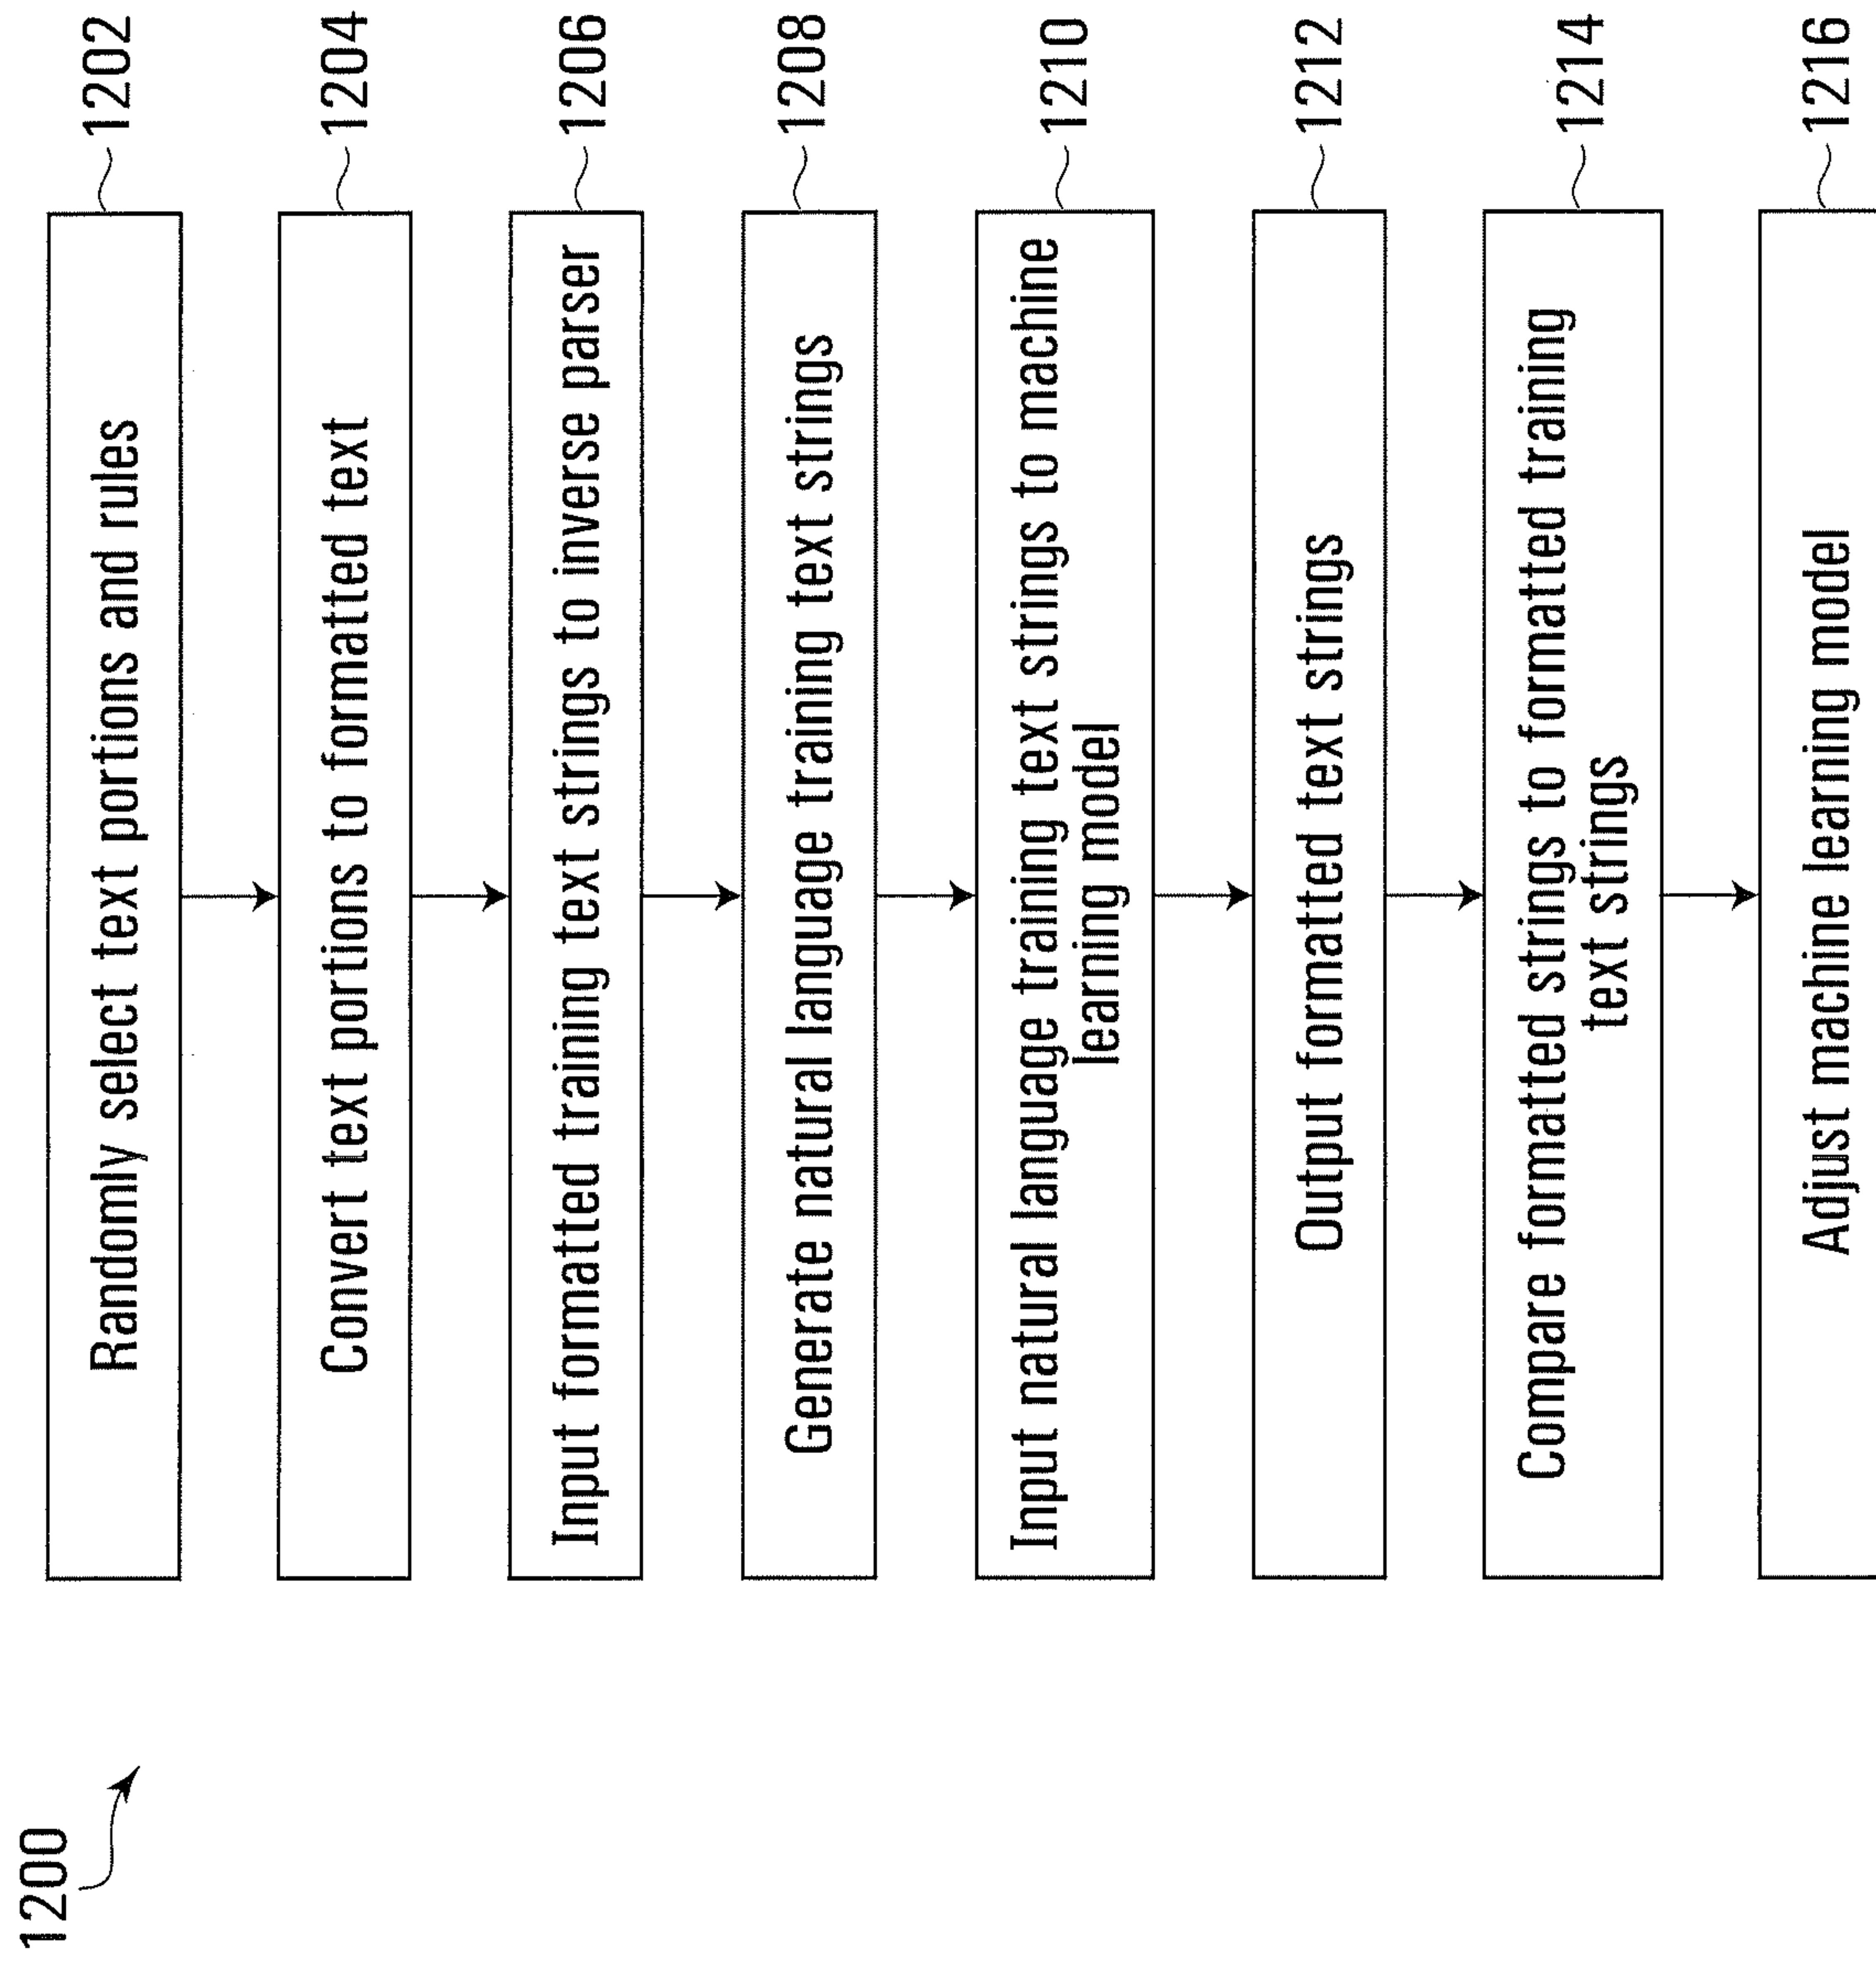 1200
Randomly select text portions and rules
1202
Convert text portions to formatted text
1204
Input formatted training text strings to inverse parser
1206
Generate natural language training text strings
1208
Input natural language training text strings to machine
learning model
1210
Output formatted text strings
1212
Compare formatted strings to formatted training
text strings
1214
Adjust machine learning model
1216